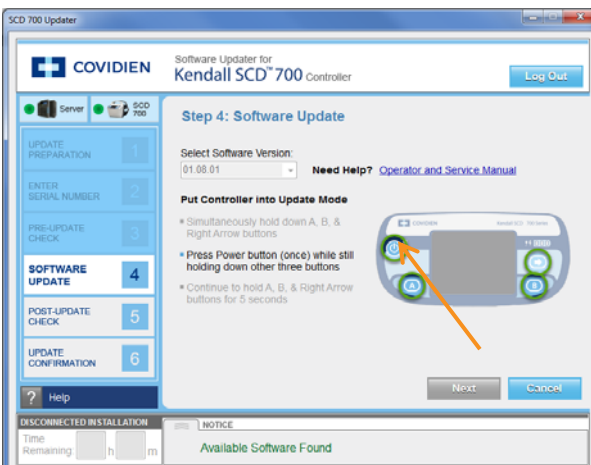 SCD 700 Updater
COVIDIEN
Software Updater for
Kendall SCD™ 700 Controller
Log Out
Server
SCD
700
Step 4: Software Update
UPDATE
PREPARATION
1
ENTER
SERIAL NUMBER
2
PRE-UPDATE
CHECK
3
SOFTWARE
UPDATE
4
POST-UPDATE
CHECK
5
UPDATE
CONFIRMATION
6
? Help
Select Software Version:
01.08.01
Need Help? Operator and Service Manual
Put Controller into Update Mode
Simultaneously hold down A, B, &
Right Arrow buttons
Press Power button (once) while still
holding down other three buttons
Continue to hold A, B, & Right Arrow
buttons for 5 seconds
COVIDIEN
Kendall SCD 700 Series
A
B
Next
Cancel
DISCONNECTED INSTALLATION
Time
Remaining: h m
NOTICE
Available Software Found